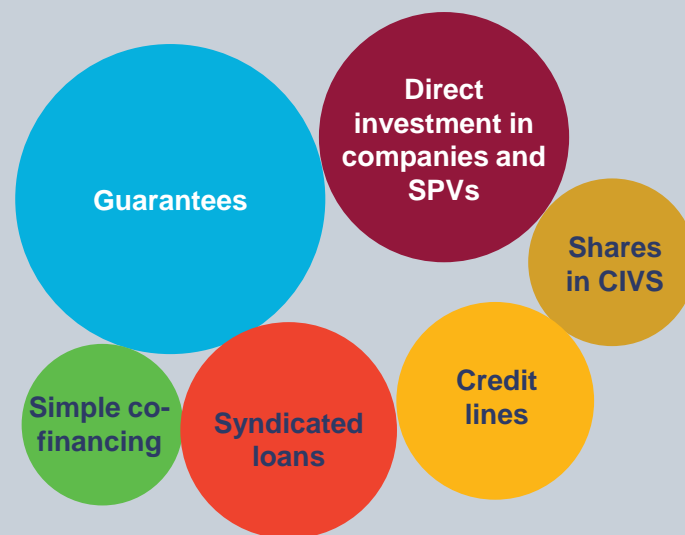 Guarantees
Direct
investment in
companies and
SPVs
Shares
in CIVS
Simple co-
financing
Syndicated
loans
Credit
lines